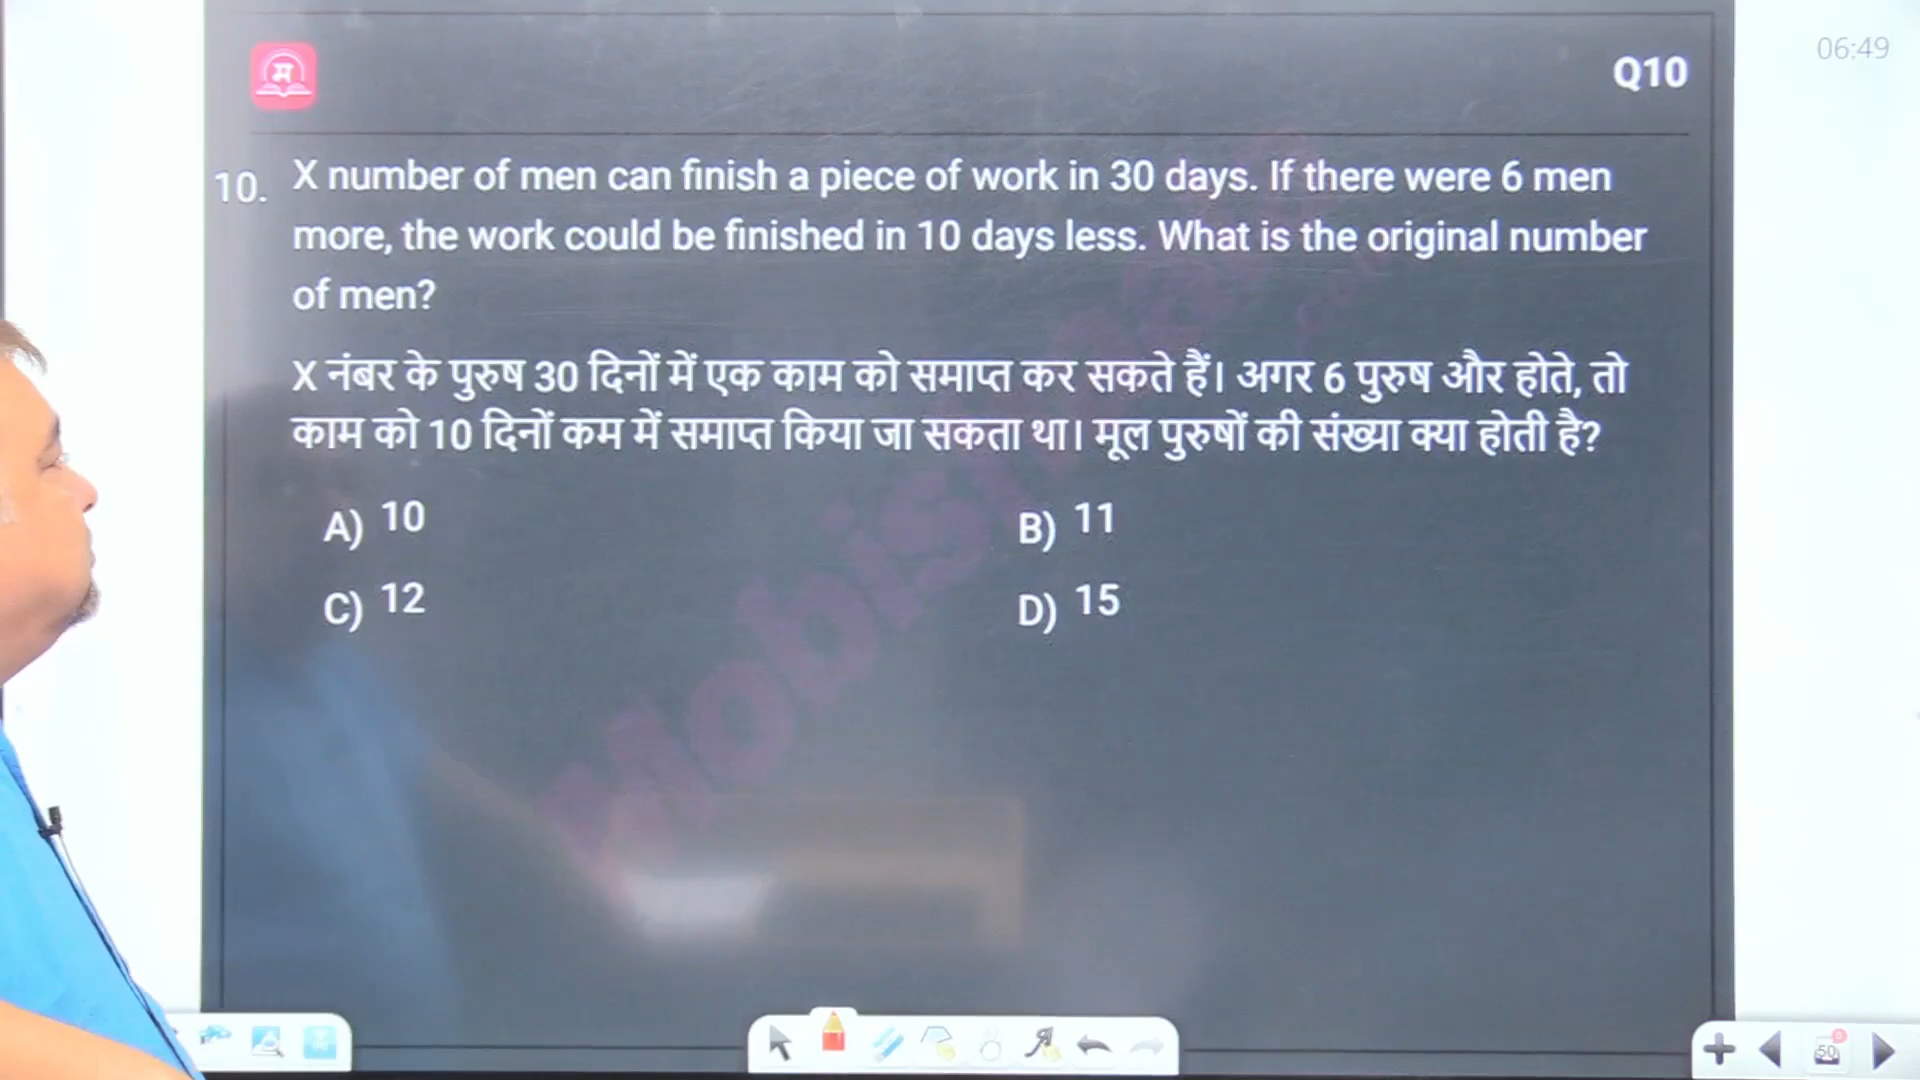 म
Q10
06:49
10. X number of men can finish a piece of work in 30 days. If there were 6 men
more, the work could be finished in 10 days less. What is the original number
of men?
X नंबर के पुरुष 30 दिनों में एक काम को समाप्त कर सकते हैं। अगर 6 पुरुष और होते, तो
काम को 10 दिनों कम में समाप्त किया जा सकता था। मूल पुरुषों की संख्या क्या होती है?
A) 10
B) 11
C) 12
D) 15
50